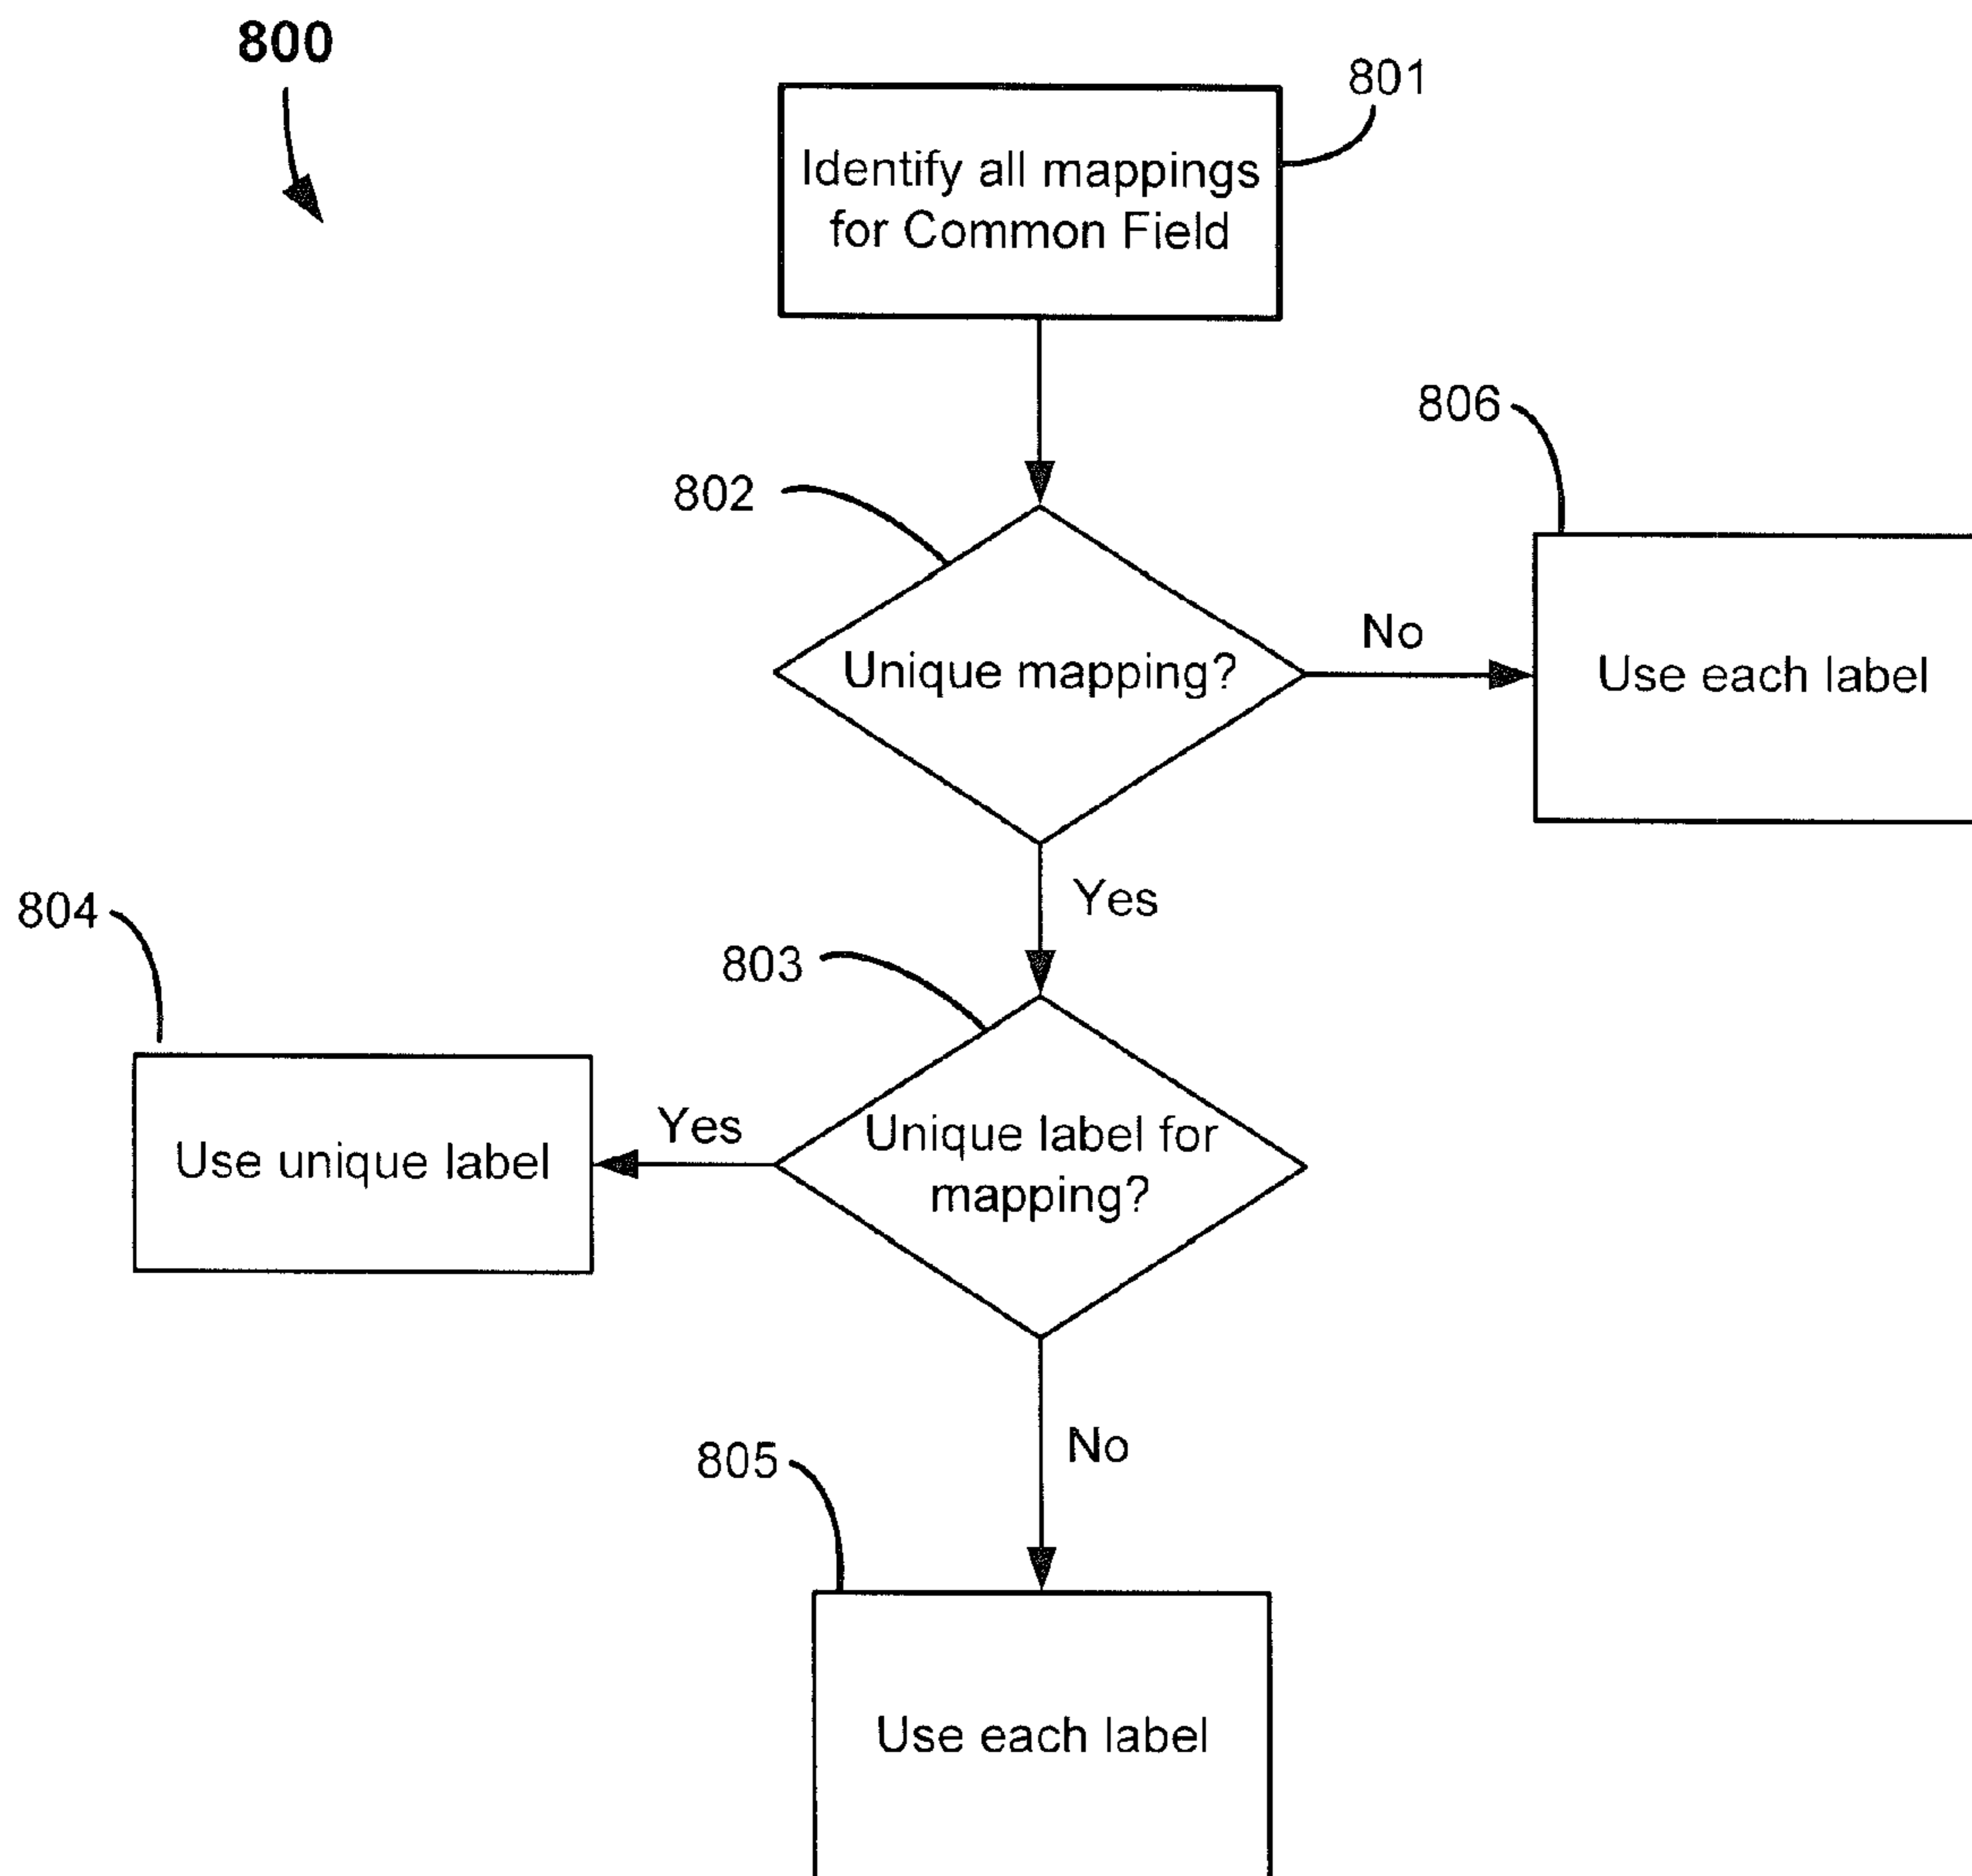 800
801
Identify all mappings
for Common Field
806
802
No
Unique mapping?
Use each label
Yes
804
803
Yes
Unique label for
mapping?
Use unique label
No
805
Use each label